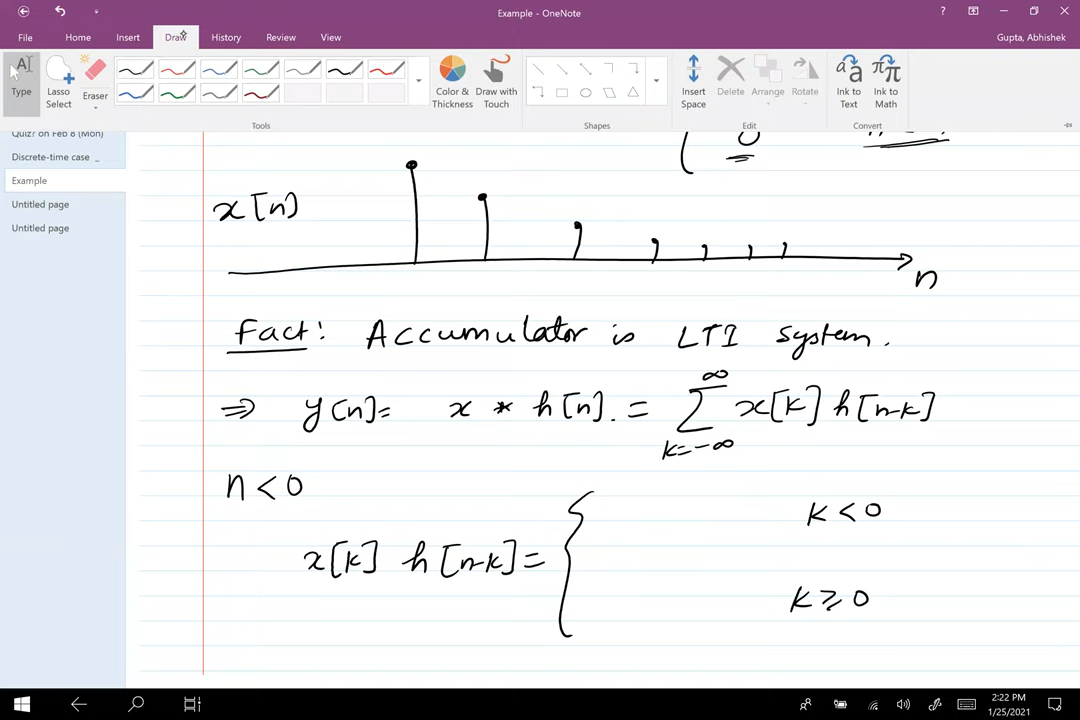 Example - OneNote
?
File Home Insert Draw History Review View
Gupta, Abhishek
Type
Lasso Select
Eraser
Color & Thickness
Draw with Touch
Insert Space
Delete
Arrange
Rotate
Ink to Text
Ink to Math
Tools
Shapes
Edit
Convert
Quiz? on Feb 8 (Mon)
Discrete-time case _
Example
Untitled page
Untitled page
0
x[n]
n
Fact: Accumulator is LTI system.
⇒ y[n]= x * h[n]. = ∑_{k=-∞}^{∞} x[k] h[n-k]
n < 0
x[k] h[n-k] = {
k < 0
k ≥ 0
2:22 PM
1/25/2021